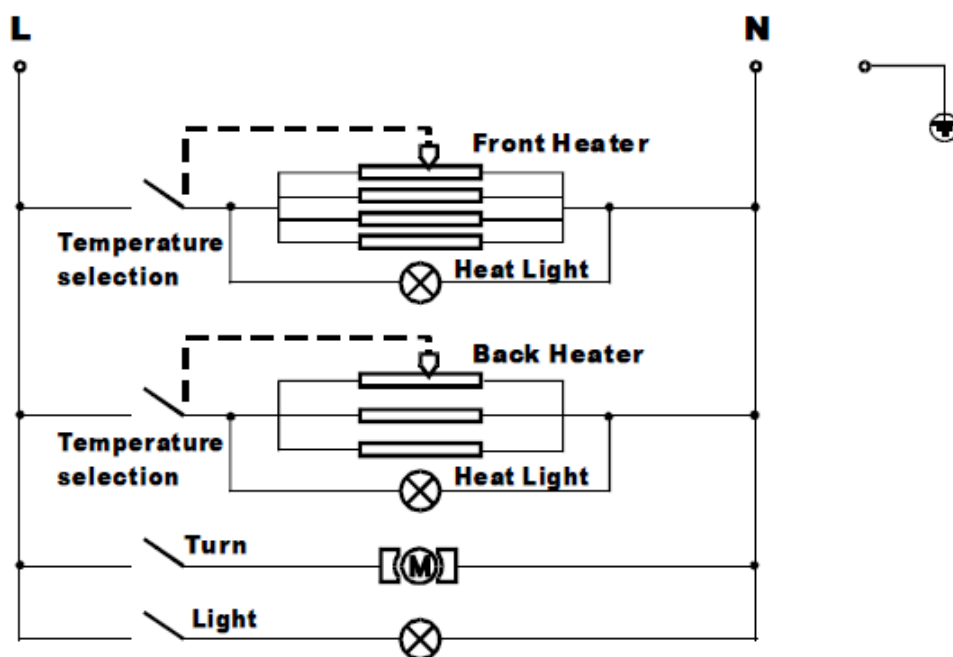 L N
Front Heater
Temperature
selection
Heat Light
Back Heater
Temperature
selection
Heat Light
Turn
M
Light